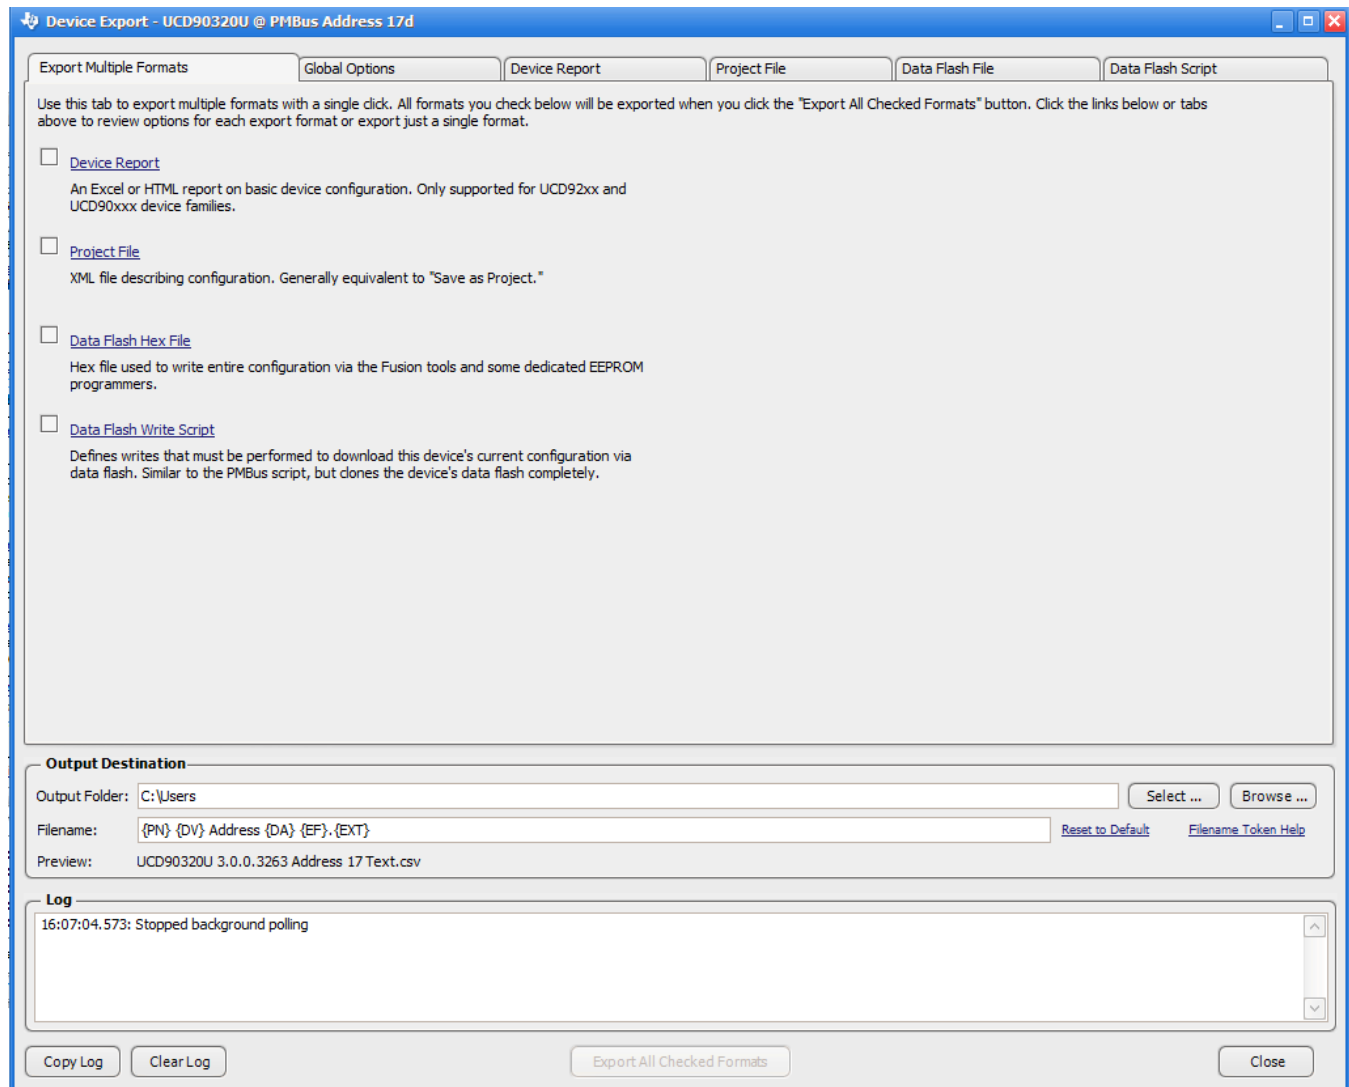 Device Export - UCD90320U @ PMBus Address 17d
Export Multiple Formats
Global Options
Device Report
Project File
Data Flash File
Data Flash Script
Use this tab to export multiple formats with a single click. All formats you check below will be exported when you click the "Export All Checked Formats" button. Click the links below or tabs
above to review options for each export format or export just a single format.
Device Report
An Excel or HTML report on basic device configuration. Only supported for UCD92xx and
UCD90xxx device families.
Project File
XML file describing configuration. Generally equivalent to "Save as Project."
Data Flash Hex File
Hex file used to write entire configuration via the Fusion tools and some dedicated EEPROM
programmers.
Data Flash Write Script
Defines writes that must be performed to download this device's current configuration via
data flash. Similar to the PMBus script, but clones the device's data flash completely.
Output Destination
Output Folder: C:\Users Select ... Browse ...
Filename: {PN} {DV} Address {DA} {EF}.{EXT} Reset to Default Filename Token Help
Preview: UCD90320U 3.0.0.3263 Address 17 Text.csv
Log
16:07:04.573: Stopped background polling
Copy Log Clear Log Export All Checked Formats Close